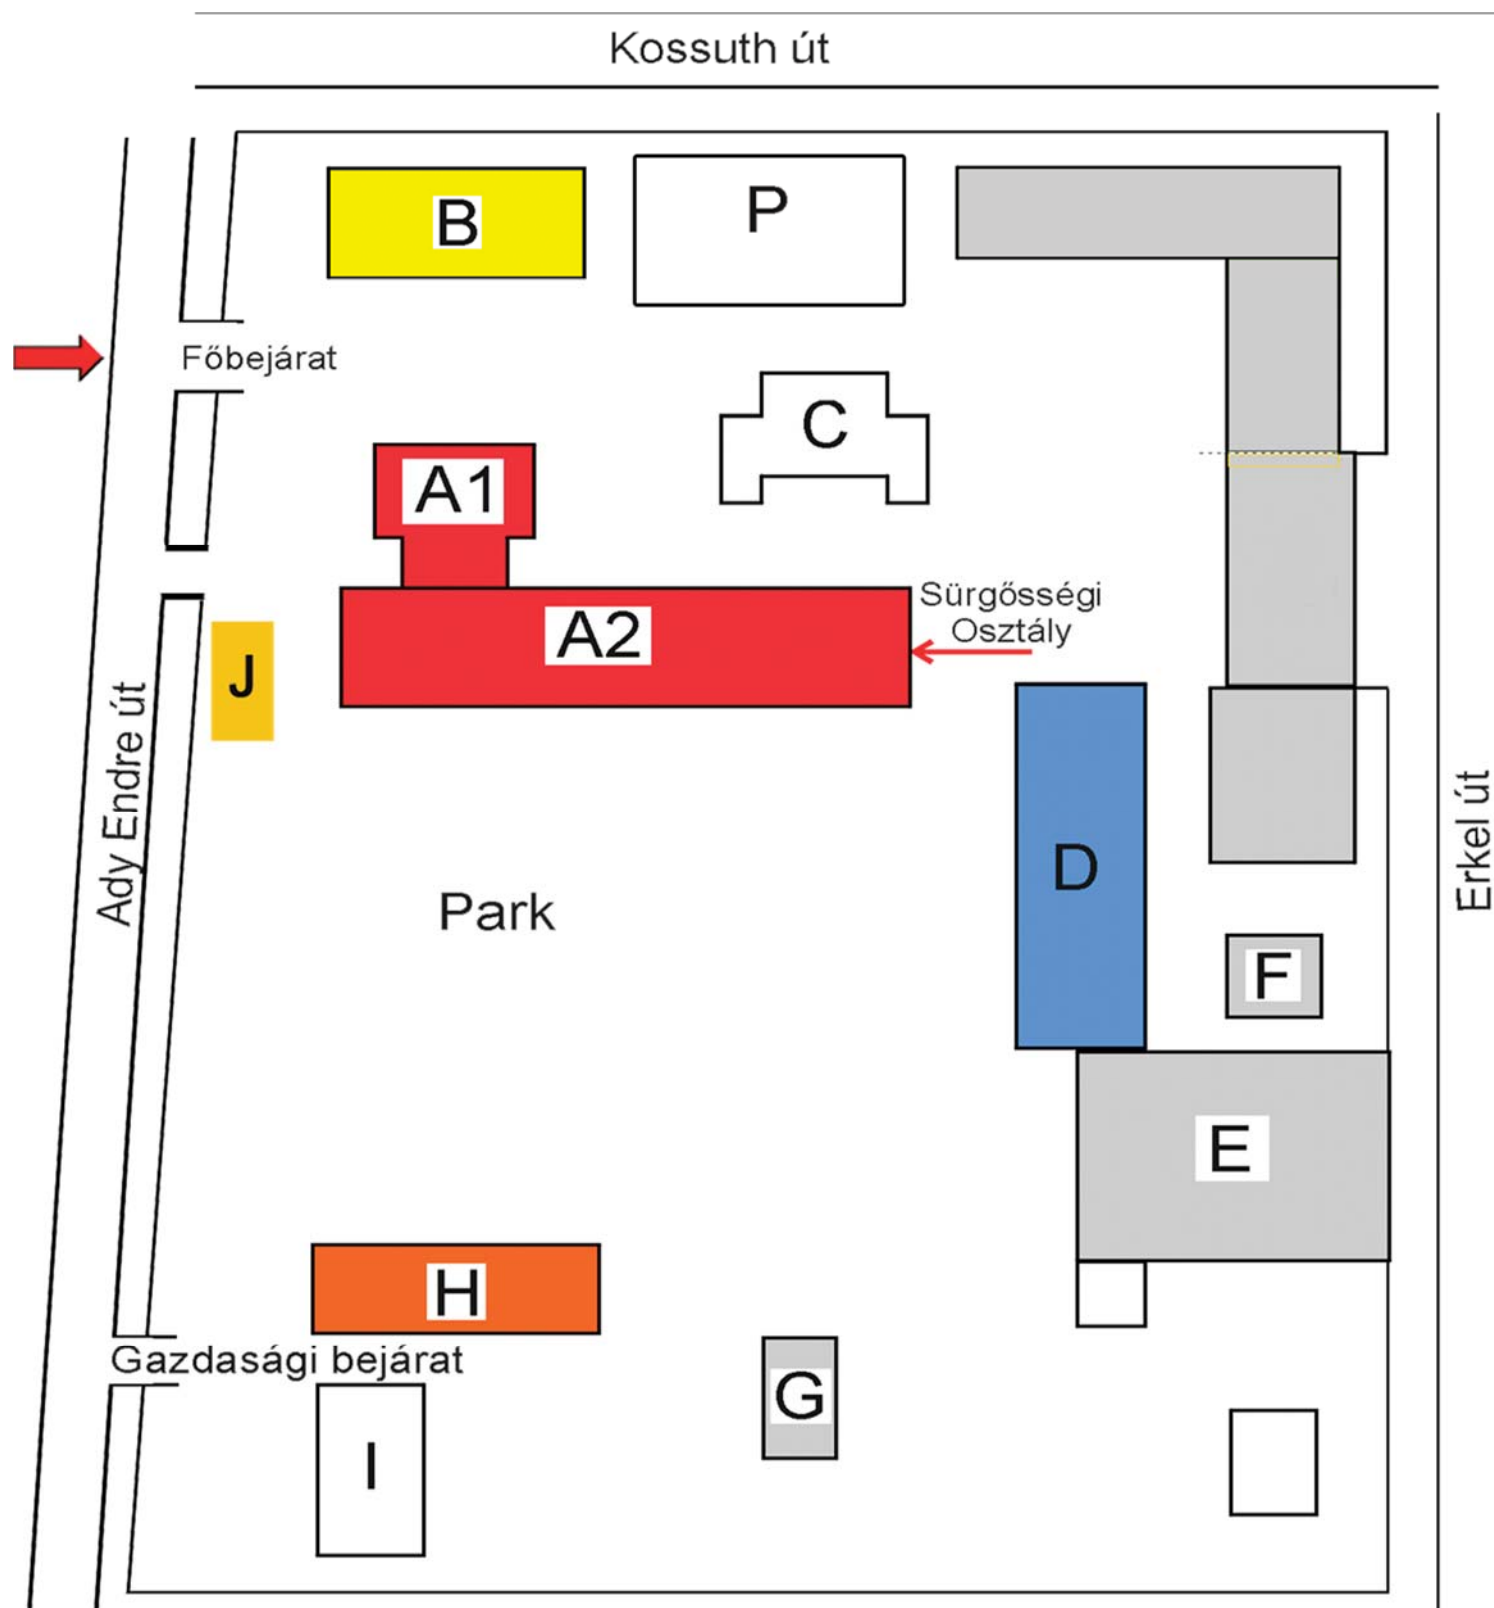 Kossuth út
B
P
Főbejárat
C
A1
Sürgősségi
Osztály
A2
J
Ady Endre út
D
Erkel út
Park
F
E
H
Gazdasági bejárat
G
I